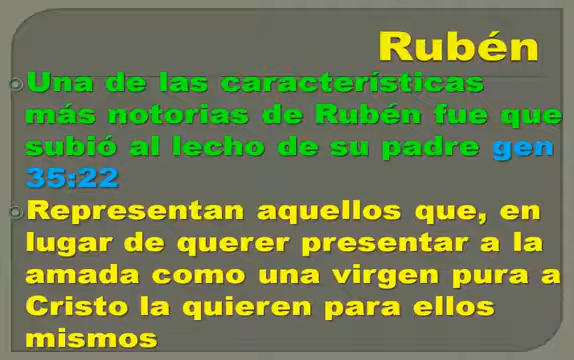 Rubén
Una de las características
más notorias de Rubén fue que
subió al lecho de su padre gen
35:22
Representan aquellos que, en
lugar de querer presentar a la
amada como una virgen pura a
Cristo la quieren para ellos
mismos